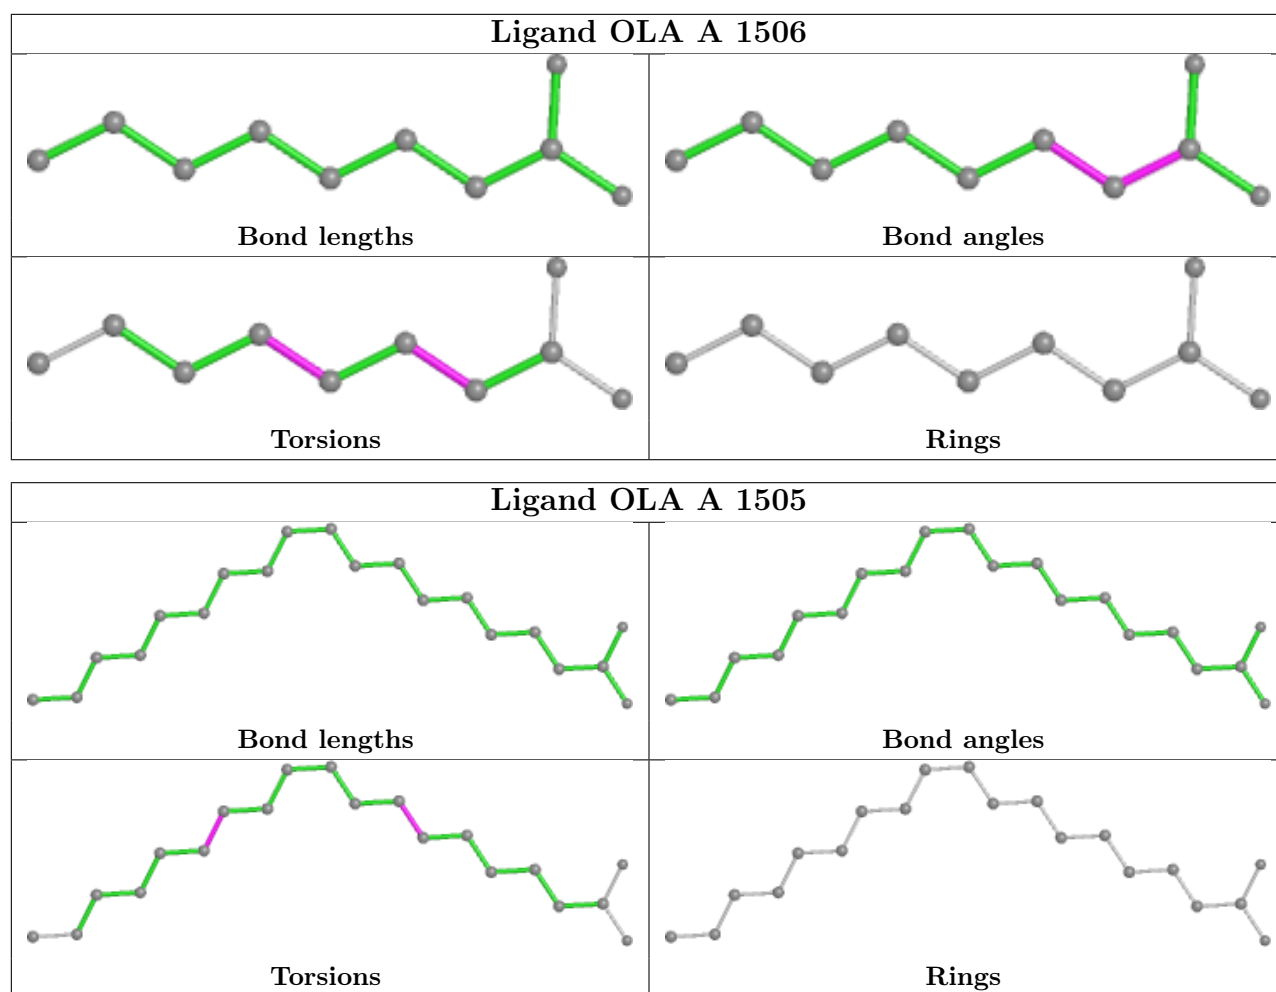 Ligand OLA A 1506
Bond lengths
Bond angles
Torsions
Rings
Ligand OLA A 1505
Bond lengths
Bond angles
Torsions
Rings